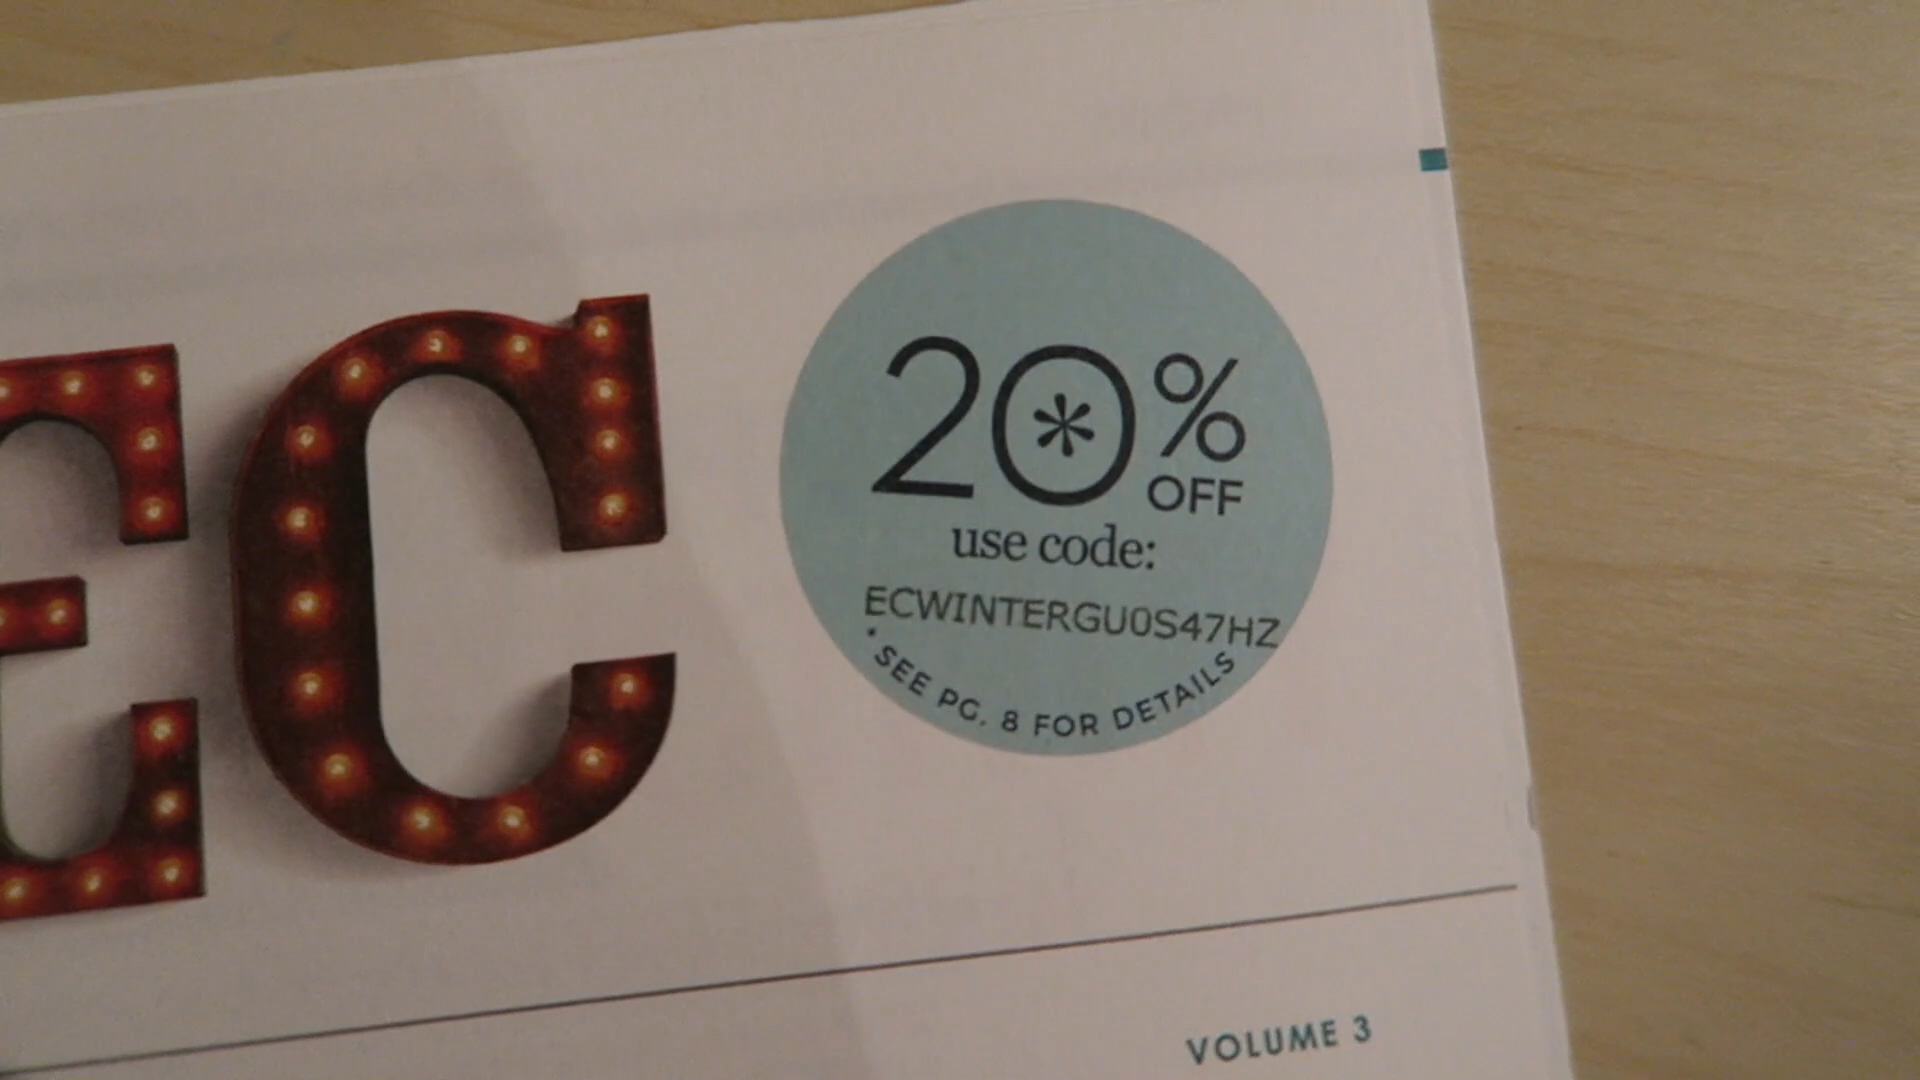 EC
20%
*
OFF
use code:
ECWINTERGU0S47HZ
*SEE PG. 8 FOR DETAILS
VOLUME 3